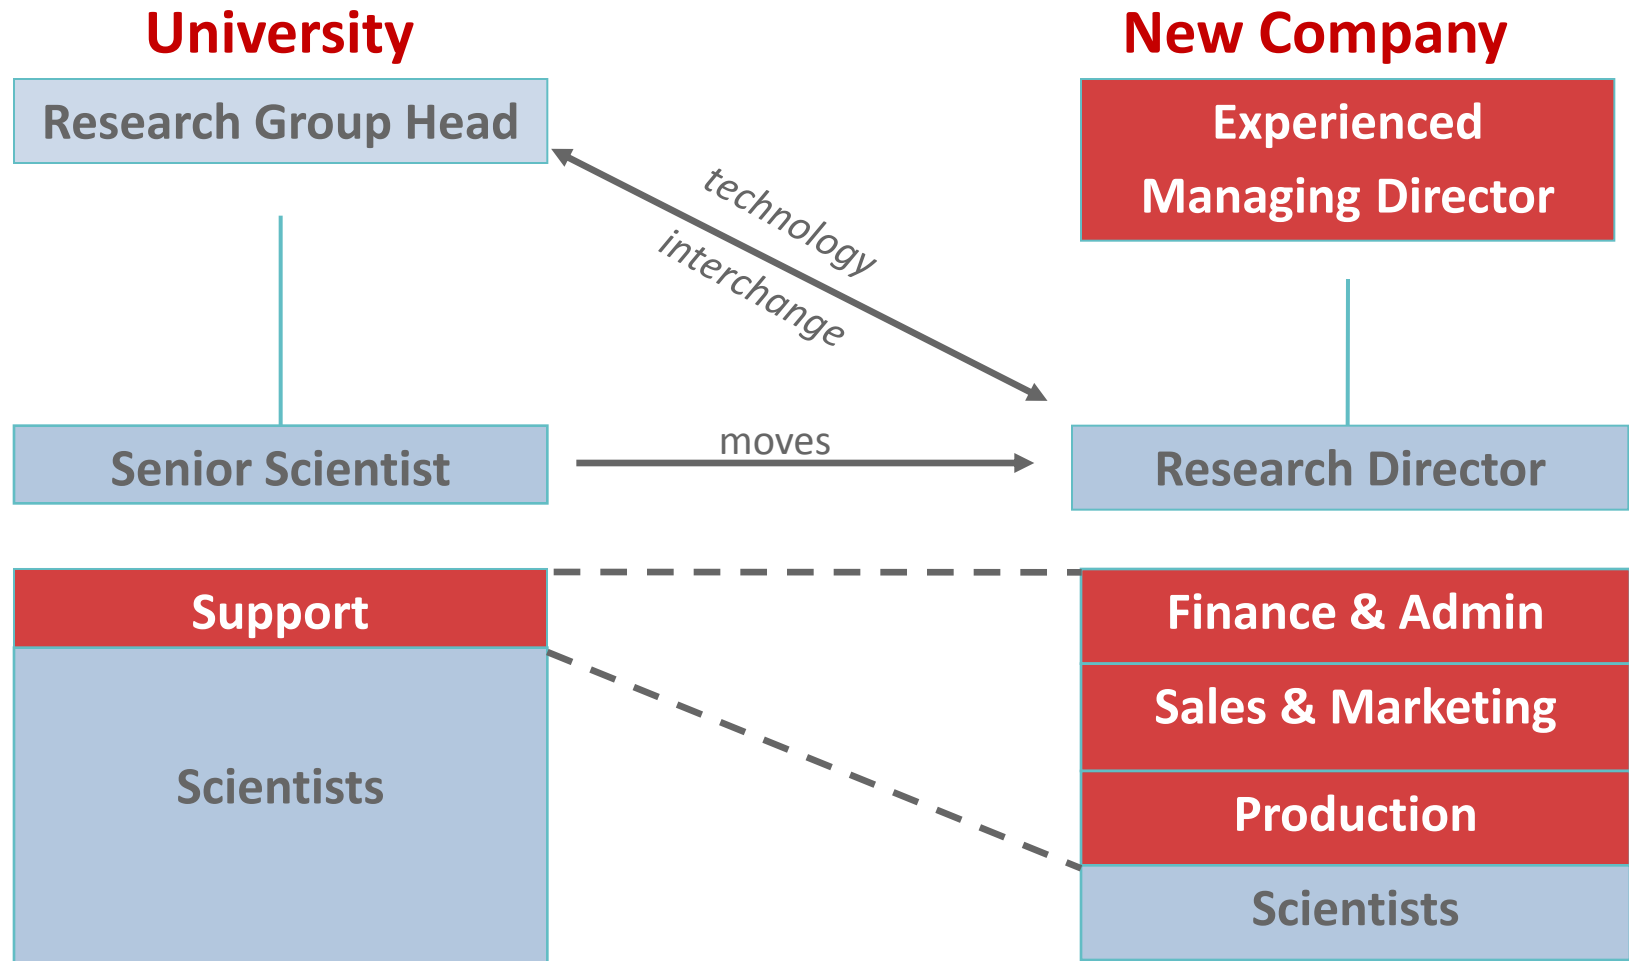 University
New Company
Research Group Head
Experienced
Managing Director
technology
interchange
moves
Senior Scientist
Research Director
Support
Scientists
Finance & Admin
Sales & Marketing
Production
Scientists